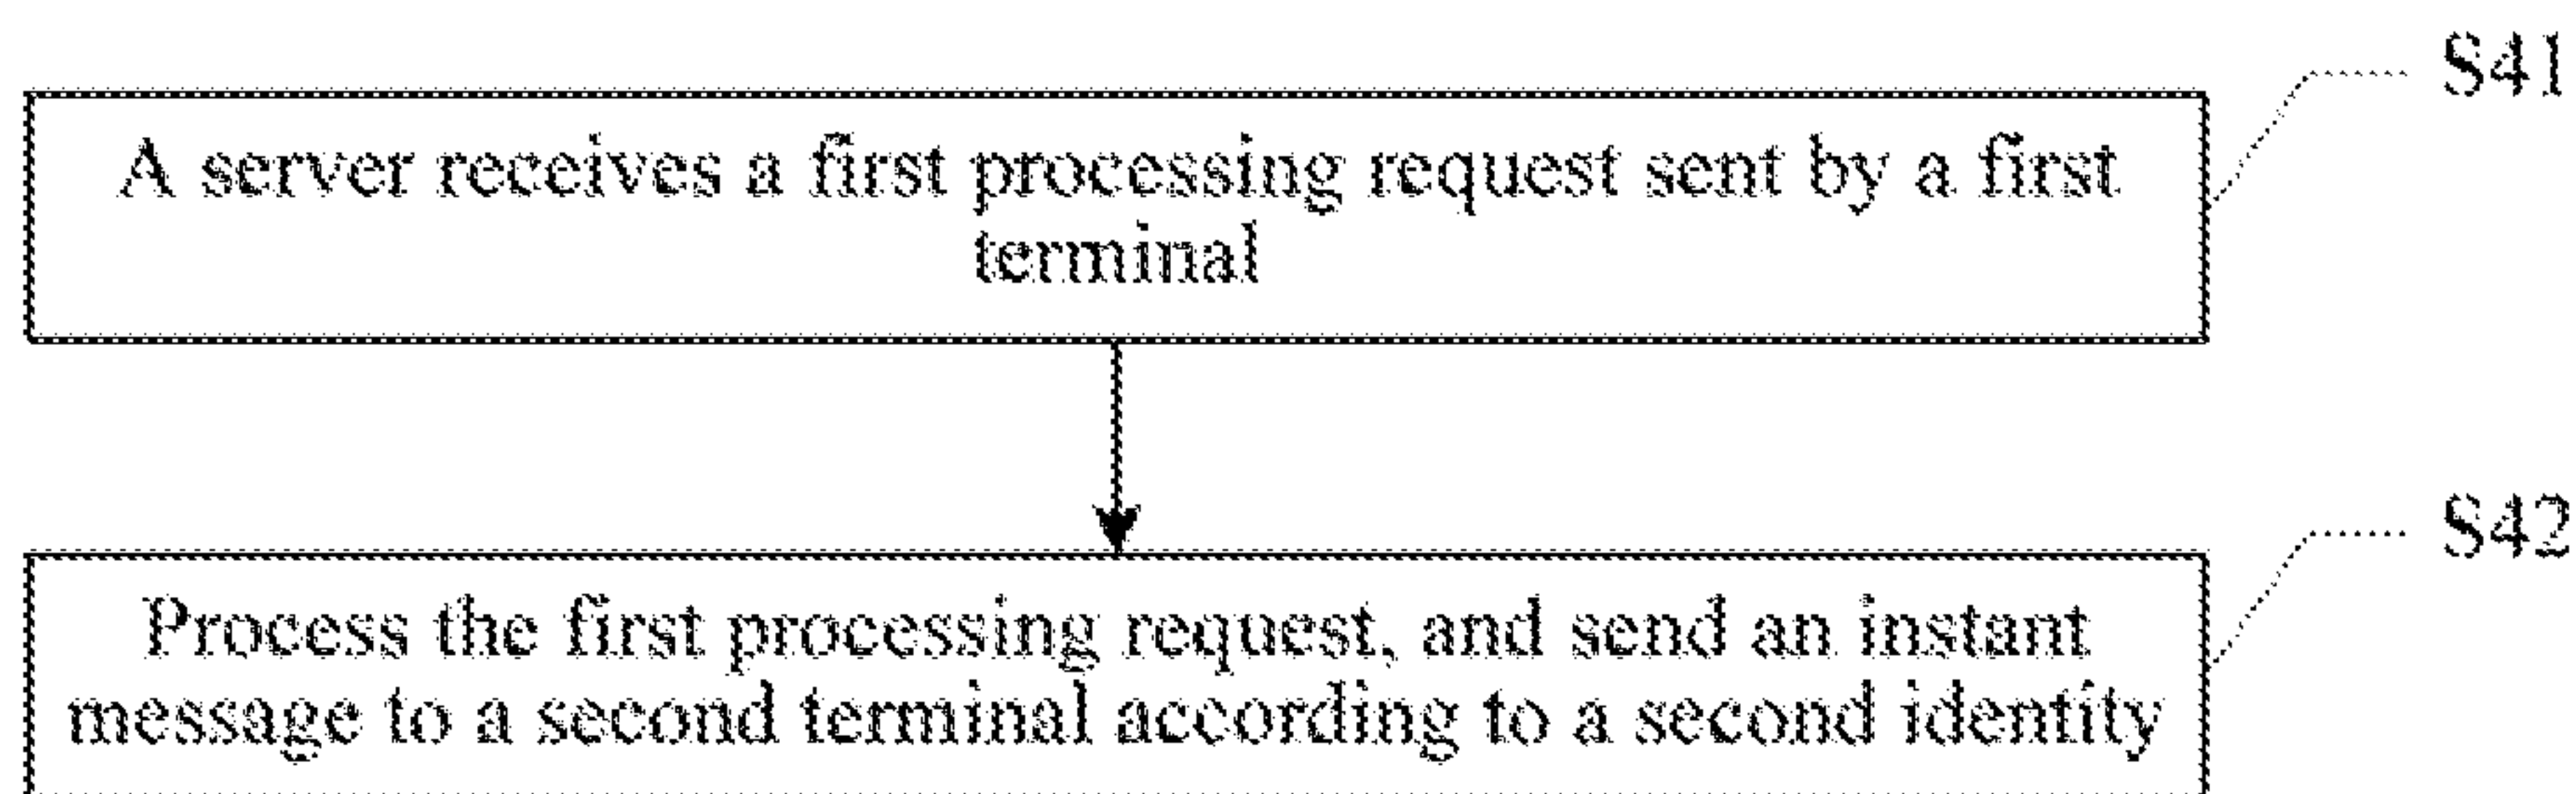 S41
A server receives a first processing request sent by a first
terminal
S42
Process the first processing request, and send an instant
message to a second terminal according to a second identity